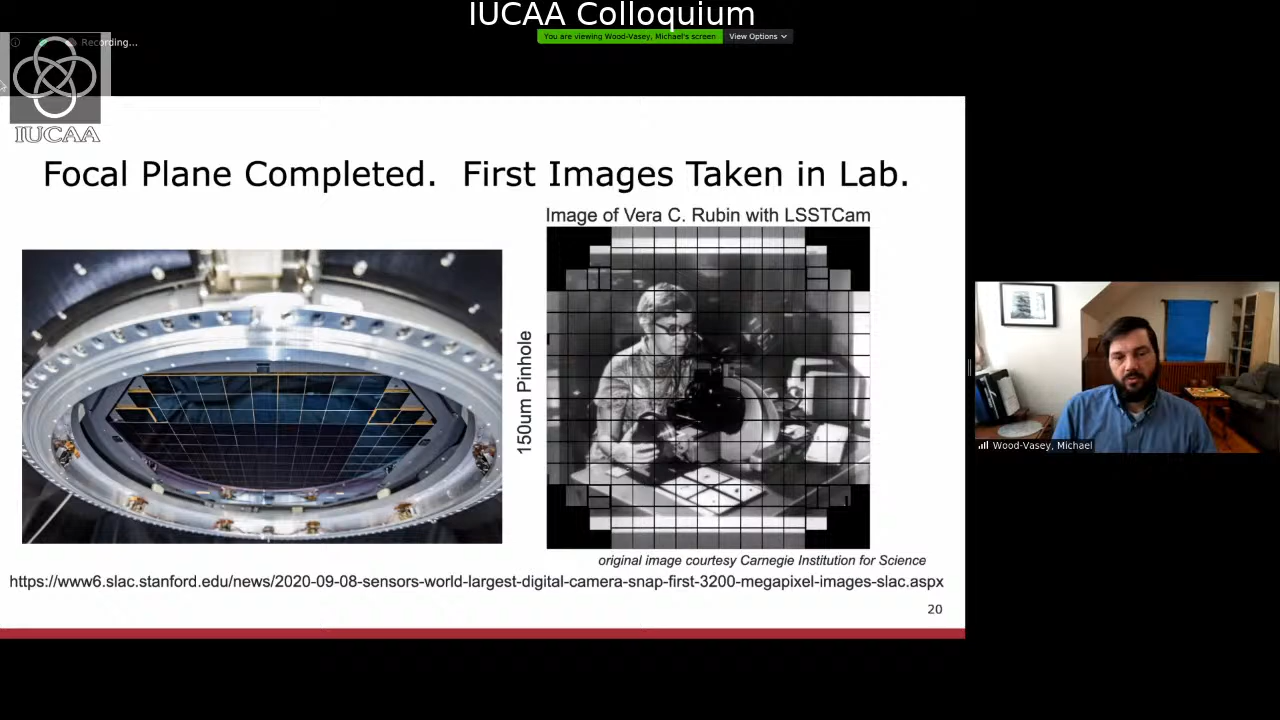 IUCAA Colloquium
You are viewing Wood-Vasey, Michael's screen
View Options
Recording...
IUCAA
Focal Plane Completed. First Images Taken in Lab.
Image of Vera C. Rubin with LSSTCam
150um Pinhole
original image courtesy Carnegie Institution for Science
https://www6.slac.stanford.edu/news/2020-09-08-sensors-world-largest-digital-camera-snap-first-3200-megapixel-images-slac.aspx
20
Wood-Vasey, Michael